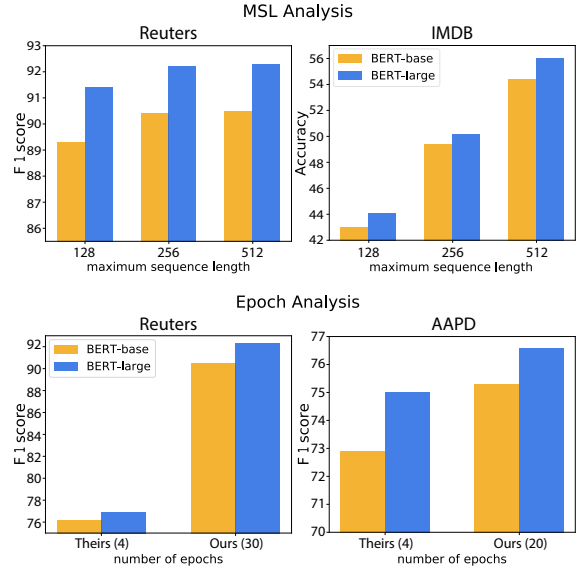 MSL Analysis
Reuters
93
92
91
90
89
88
87
86
F1 score
128
256
512
maximum sequence length
IMDB
BERT-base
BERT-large
56
54
52
50
48
46
44
42
Accuracy
128
256
512
maximum sequence length
Epoch Analysis
Reuters
BERT-base
BERT-large
92
90
88
86
84
82
80
78
76
F1 score
Theirs (4)
Ours (30)
number of epochs
AAPD
77
76
75
74
73
72
71
70
F1 score
Theirs (4)
Ours (20)
number of epochs